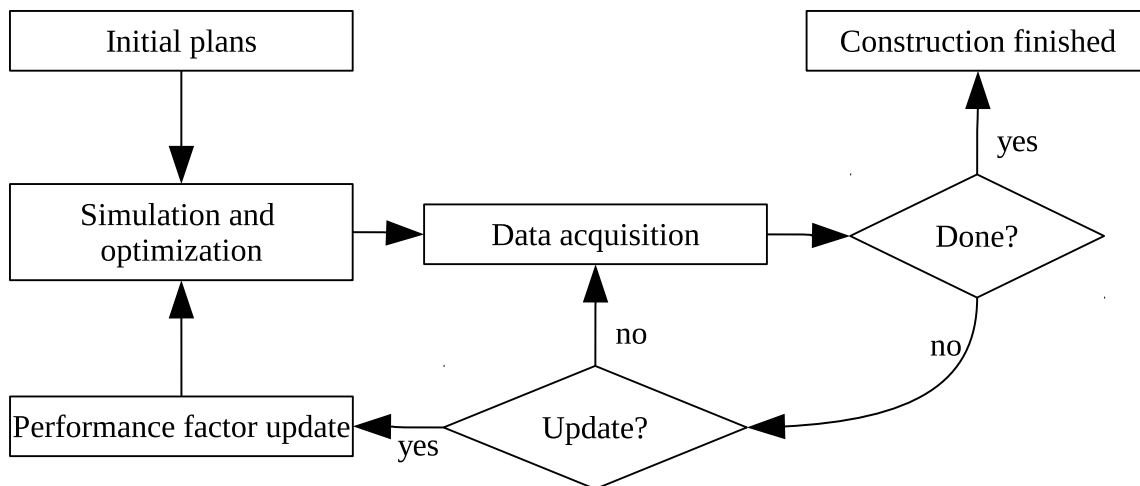 Initial plans
Construction finished
yes
Simulation and
optimization
Data acquisition
Done?
no
no
Performance factor update
yes
Update?